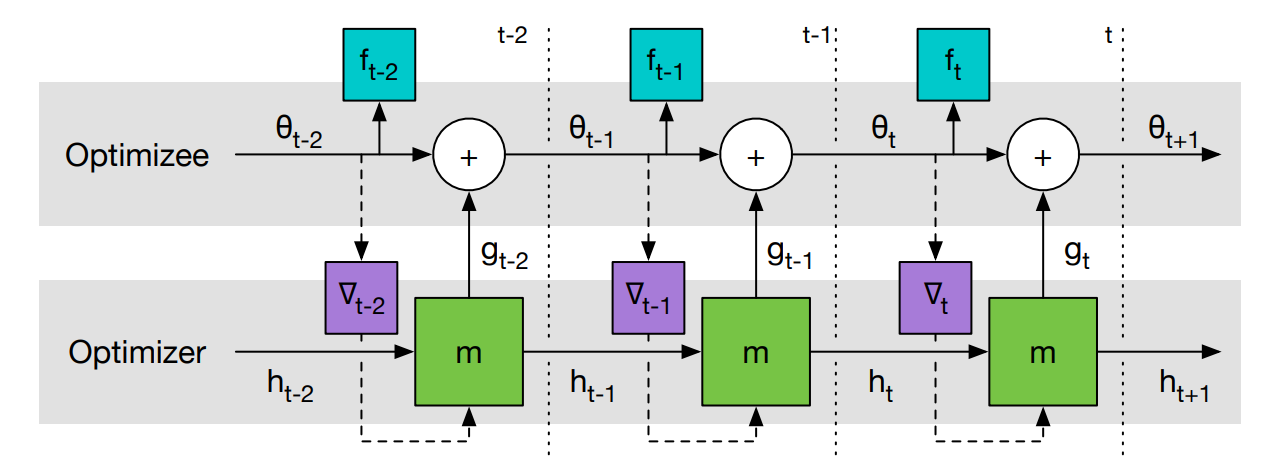 t-2 t-1 t
f_{t-2} f_{t-1} f_t
θ_{t-2} θ_{t-1} θ_t θ_{t+1}
Optimizee + + +
g_{t-2} g_{t-1} g_t
∇_{t-2} ∇_{t-1} ∇_t
Optimizer m m m
h_{t-2} h_{t-1} h_t h_{t+1}